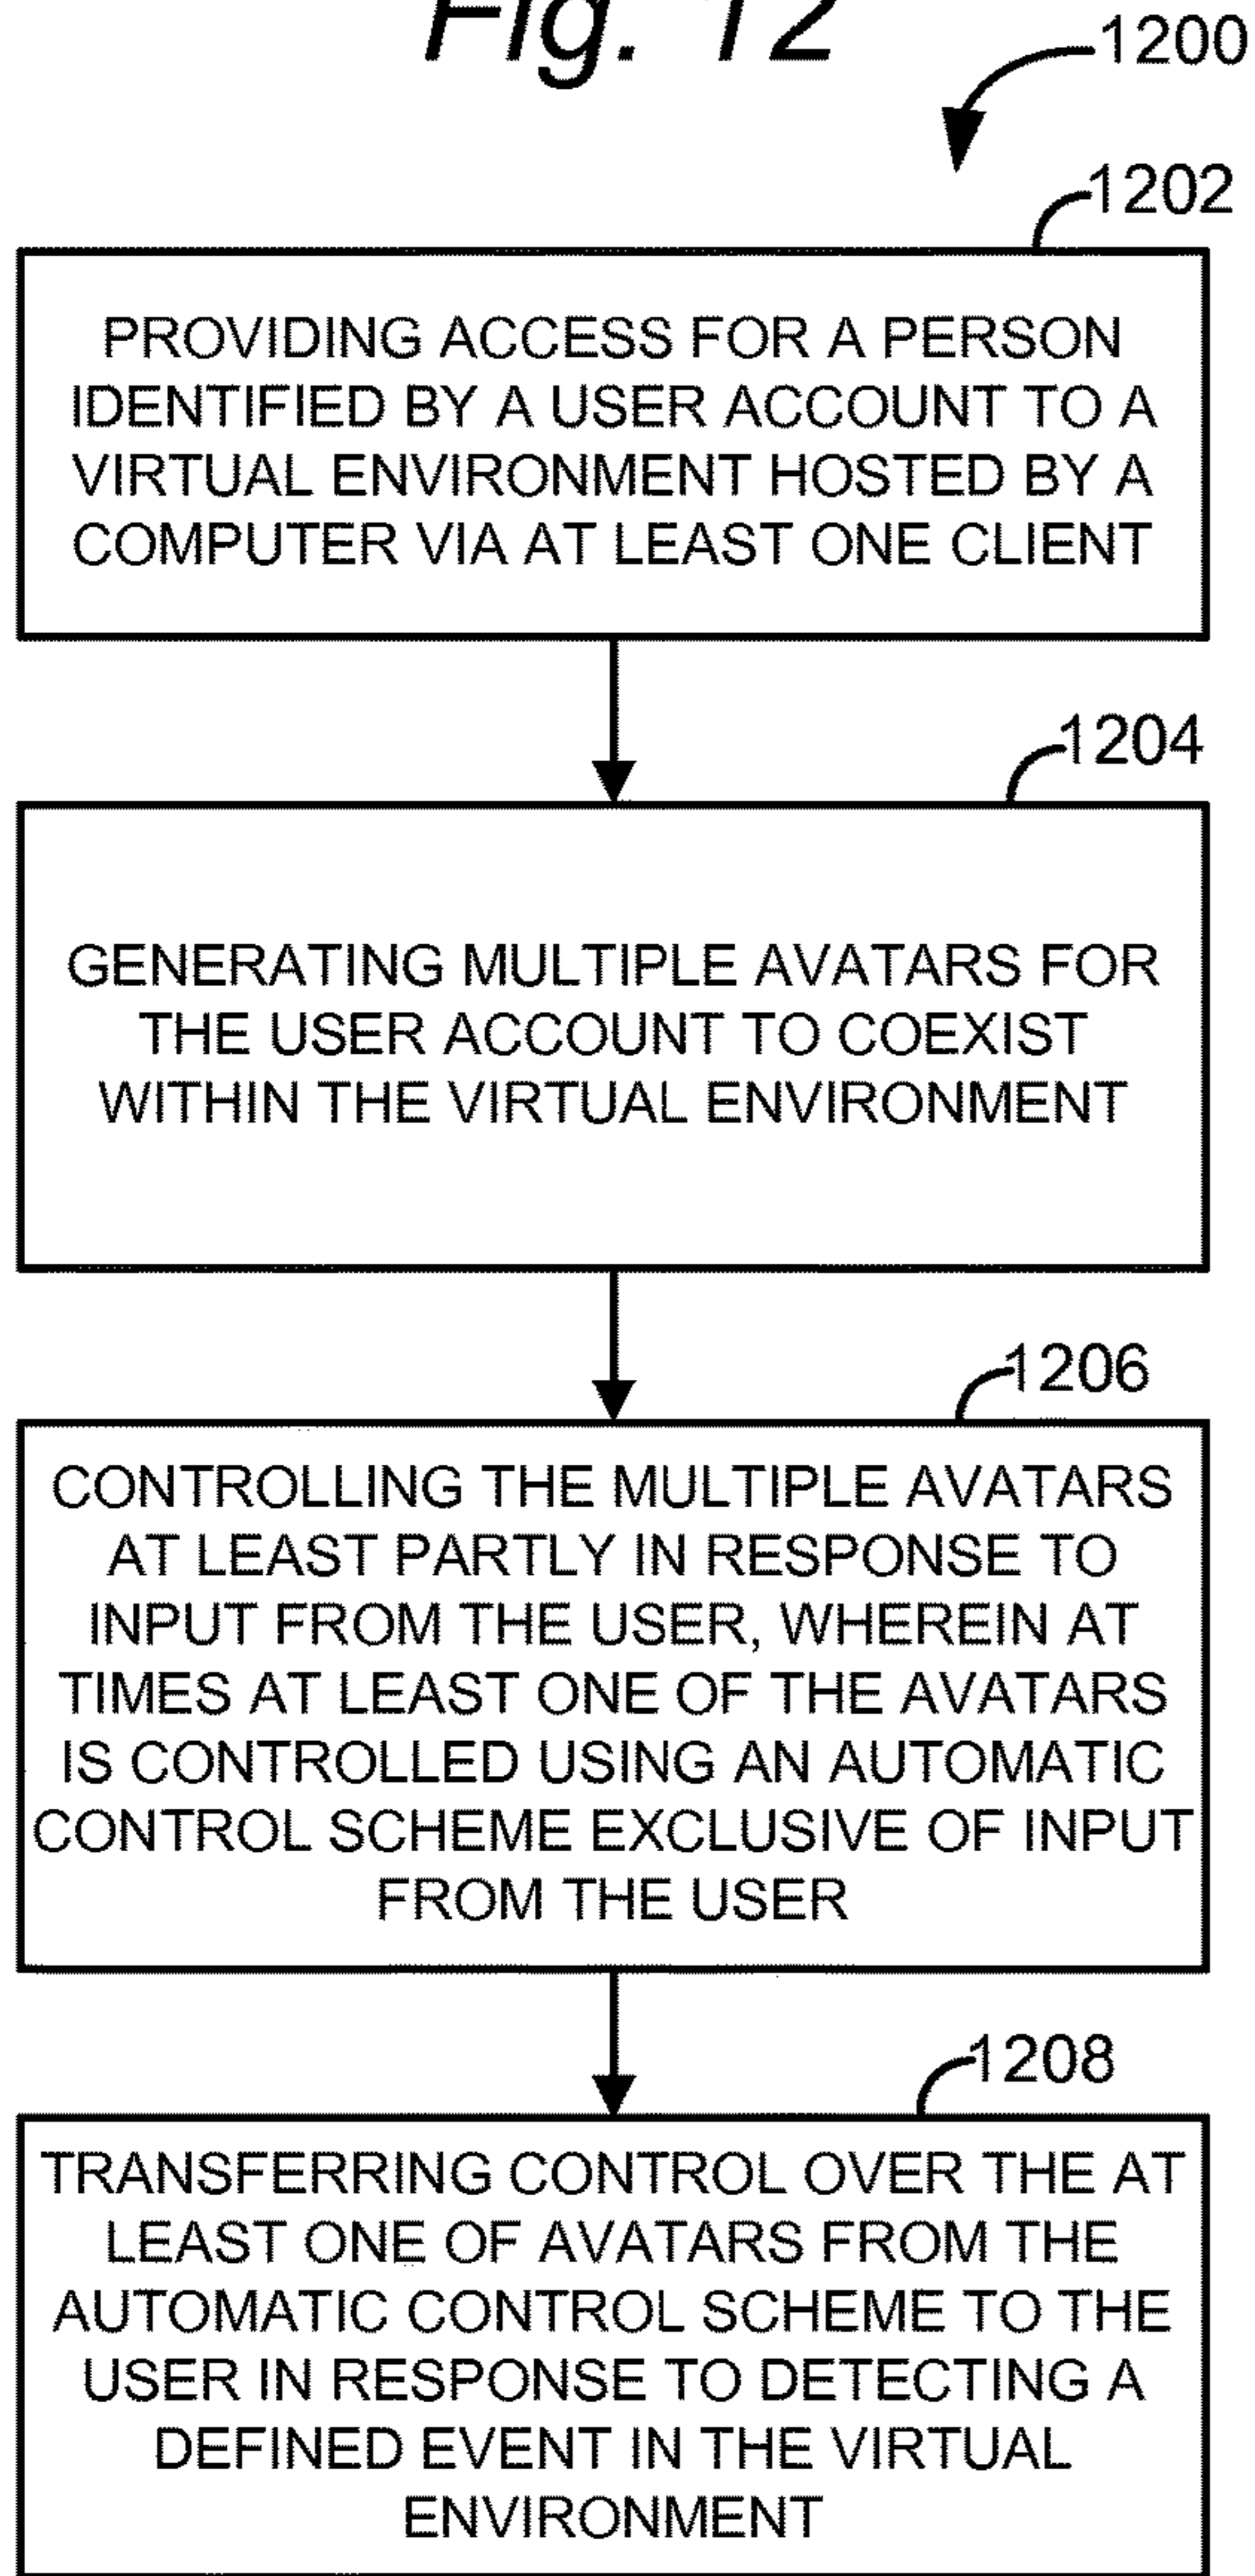 Fig. 12
1200
1202
PROVIDING ACCESS FOR A PERSON
IDENTIFIED BY A USER ACCOUNT TO A
VIRTUAL ENVIRONMENT HOSTED BY A
COMPUTER VIA AT LEAST ONE CLIENT
1204
GENERATING MULTIPLE AVATARS FOR
THE USER ACCOUNT TO COEXIST
WITHIN THE VIRTUAL ENVIRONMENT
1206
CONTROLLING THE MULTIPLE AVATARS
AT LEAST PARTLY IN RESPONSE TO
INPUT FROM THE USER, WHEREIN AT
TIMES AT LEAST ONE OF THE AVATARS
IS CONTROLLED USING AN AUTOMATIC
CONTROL SCHEME EXCLUSIVE OF INPUT
FROM THE USER
1208
TRANSFERRING CONTROL OVER THE AT
LEAST ONE OF AVATARS FROM THE
AUTOMATIC CONTROL SCHEME TO THE
USER IN RESPONSE TO DETECTING A
DEFINED EVENT IN THE VIRTUAL
ENVIRONMENT